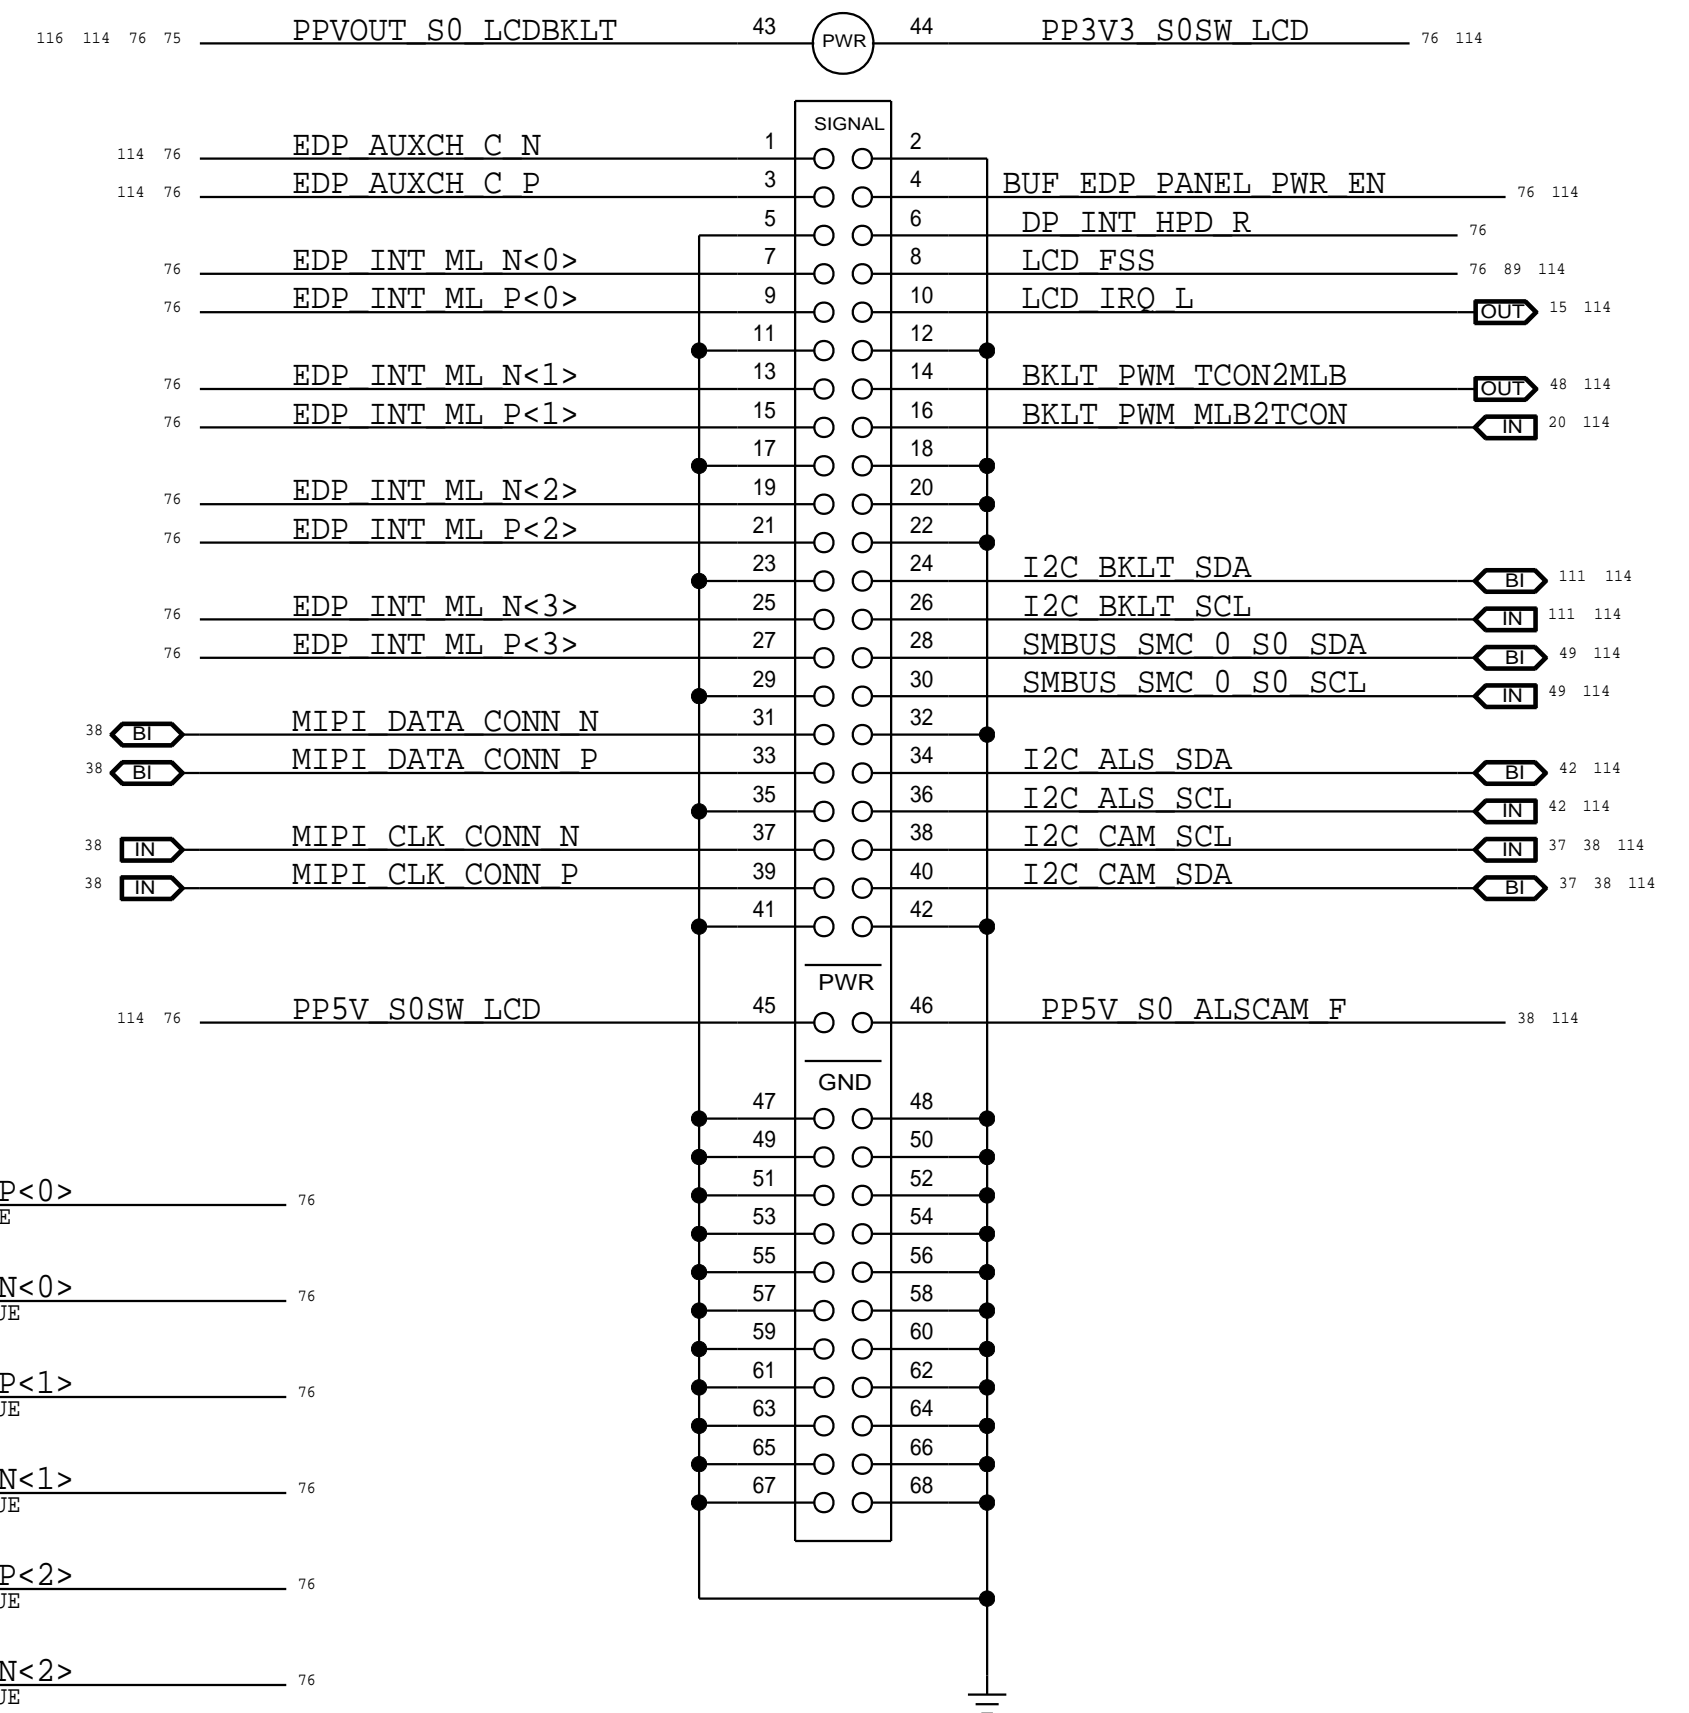 116 114 76 75 PPVOUT_S0_LCDBKLT 43 PWR 44 PP3V3_S0SW_LCD 76 114
SIGNAL
114 76 EDP_AUXCH_C_N 1 2
114 76 EDP_AUXCH_C_P 3 4 BUF_EDP_PANEL_PWR_EN 76 114
5 6 DP_INT_HPD_R 76
76 EDP_INT_ML_N<0> 7 8 LCD_FSS 76 89 114
76 EDP_INT_ML_P<0> 9 10 LCD_IRQ_L OUT 15 114
11 12
76 EDP_INT_ML_N<1> 13 14 BKLT_PWM_TCON2MLB OUT 48 114
76 EDP_INT_ML_P<1> 15 16 BKLT_PWM_MLB2TCON IN 20 114
17 18
76 EDP_INT_ML_N<2> 19 20
76 EDP_INT_ML_P<2> 21 22
23 24 I2C_BKLT_SDA BI 111 114
76 EDP_INT_ML_N<3> 25 26 I2C_BKLT_SCL IN 111 114
76 EDP_INT_ML_P<3> 27 28 SMBUS_SMC_0_S0_SDA BI 49 114
29 30 SMBUS_SMC_0_S0_SCL IN 49 114
38 BI MIPI_DATA_CONN_N 31 32
38 BI MIPI_DATA_CONN_P 33 34 I2C_ALS_SDA BI 42 114
35 36 I2C_ALS_SCL IN 42 114
38 IN MIPI_CLK_CONN_N 37 38 I2C_CAM_SCL IN 37 38 114
38 IN MIPI_CLK_CONN_P 39 40 I2C_CAM_SDA BI 37 38 114
41 42
PWR
114 76 PP5V_S0SW_LCD 45 46 PP5V_S0_ALSCAM_F 38 114
GND
47 48
49 50
51 52
P<0> 76
E
53 54
55 56
N<0> 76
UE
57 58
59 60
61 62
P<1> 76
UE
63 64
65 66
N<1> 76
UE
67 68
P<2> 76
UE
N<2> 76
UE